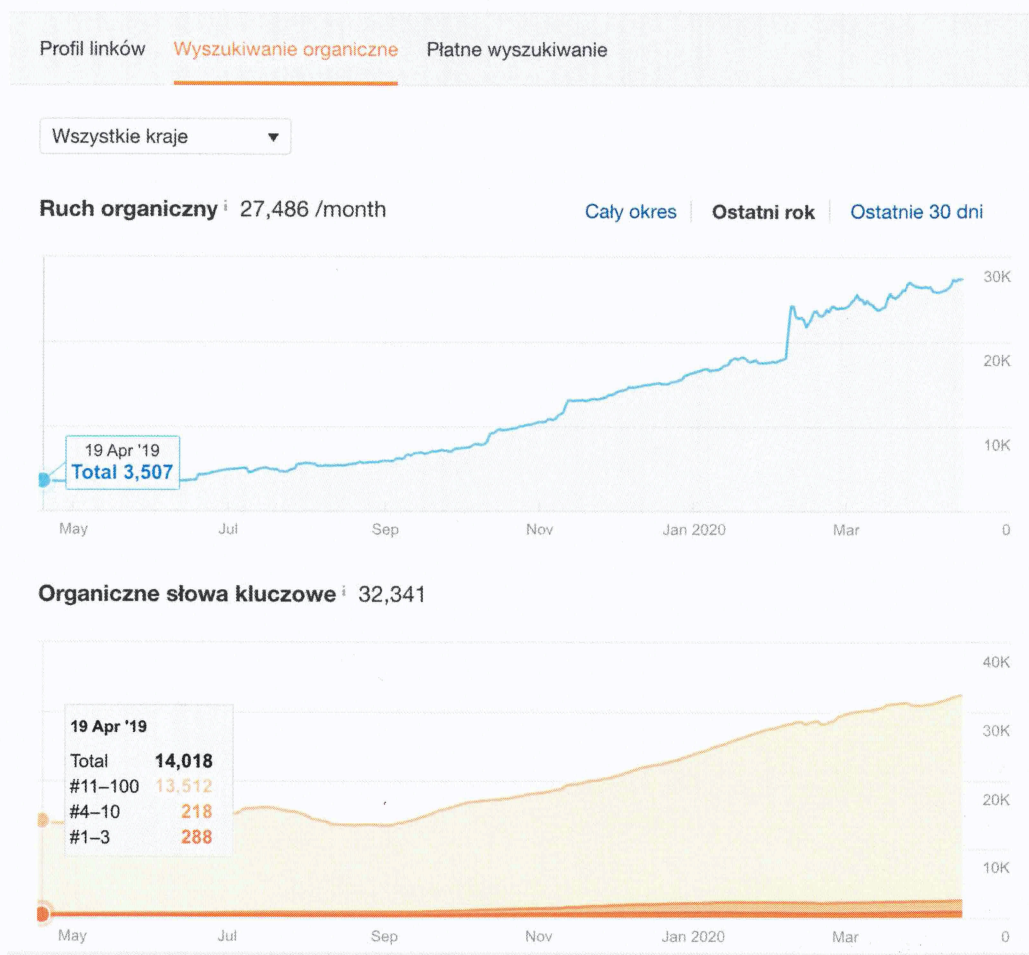 Profil linków Wyszukiwanie organiczne Płatne wyszukiwanie
Wszystkie kraje
Ruch organiczny i 27,486 /month
Cały okres Ostatni rok Ostatnie 30 dni
30K
20K
10K
19 Apr '19
Total 3,507
May Jul Sep Nov Jan 2020 Mar 0
Organiczne słowa kluczowe i 32,341
40K
30K
20K
10K
19 Apr '19
Total 14,018
#11–100 13,512
#4–10 218
#1–3 288
May Jul Sep Nov Jan 2020 Mar 0